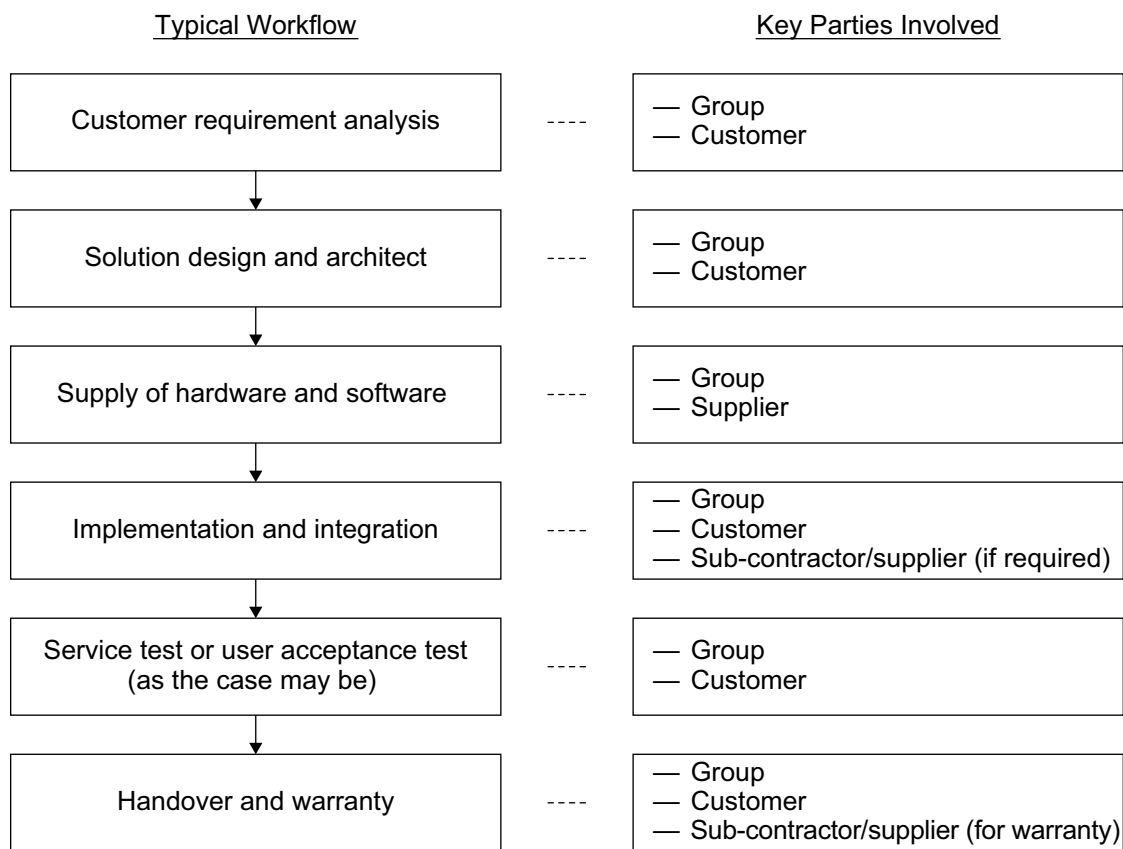 Typical Workflow
Key Parties Involved
Customer requirement analysis
— Group
— Customer
Solution design and architect
— Group
— Customer
Supply of hardware and software
— Group
— Supplier
Implementation and integration
— Group
— Customer
— Sub-contractor/supplier (if required)
Service test or user acceptance test
(as the case may be)
— Group
— Customer
Handover and warranty
— Group
— Customer
— Sub-contractor/supplier (for warranty)